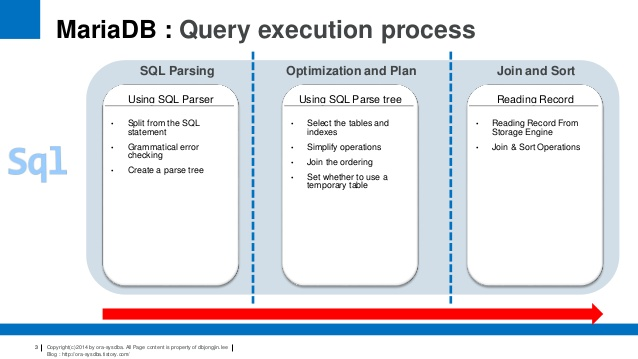 MariaDB : Query execution process
SQL Parsing
Optimization and Plan
Join and Sort
Using SQL Parser
• Split from the SQL
statement
• Grammatical error
checking
• Create a parse tree
Using SQL Parse tree
• Select the tables and
indexes
• Simplify operations
• Join the ordering
• Set whether to use a
temporary table
Reading Record
• Reading Record From
Storage Engine
• Join & Sort Operations
Sql
3 Copyright(c)2014 by ora-sysdba. All Page content is property of dbjongjin.lee
Blog : http://ora-sysdba.tistory.com/